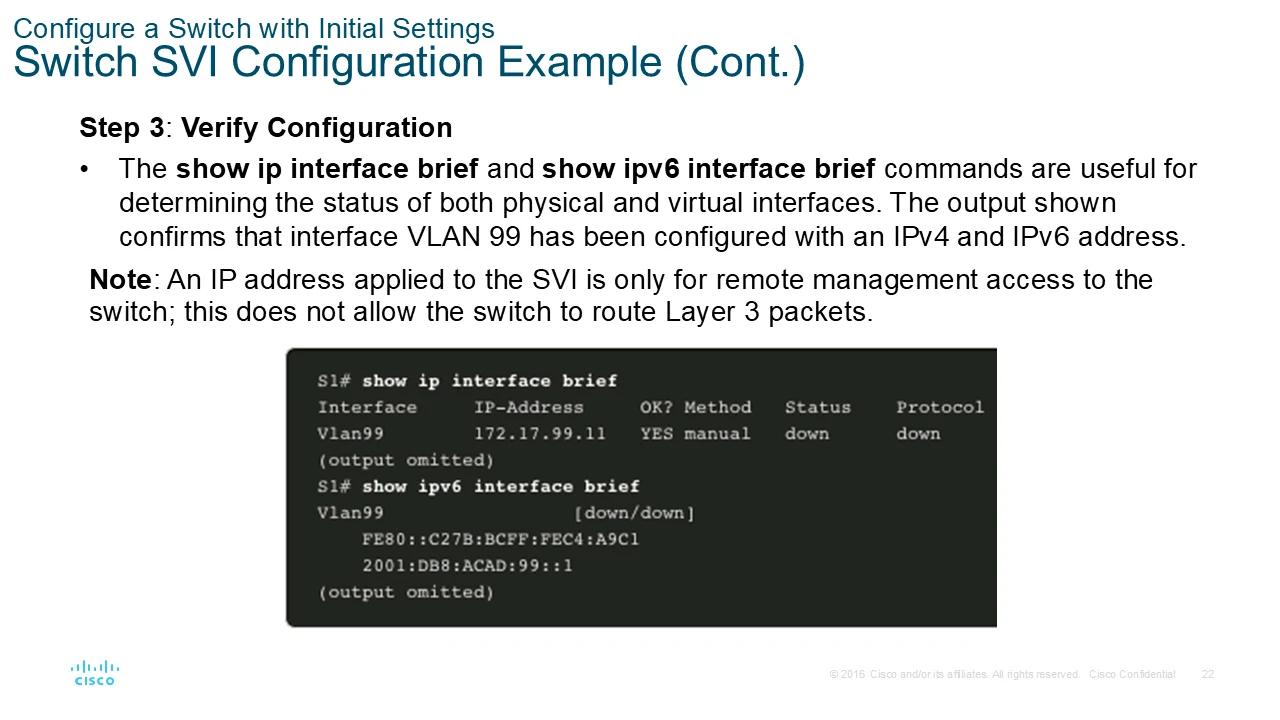 Configure a Switch with Initial Settings
Switch SVI Configuration Example (Cont.)
Step 3: Verify Configuration
• The show ip interface brief and show ipv6 interface brief commands are useful for
determining the status of both physical and virtual interfaces. The output shown
confirms that interface VLAN 99 has been configured with an IPv4 and IPv6 address.
Note: An IP address applied to the SVI is only for remote management access to the
switch; this does not allow the switch to route Layer 3 packets.
S1# show ip interface brief
Interface IP-Address OK? Method Status Protocol
Vlan99 172.17.99.11 YES manual down down
(output omitted)
S1# show ipv6 interface brief
Vlan99 [down/down]
FE80::C27B:BCFF:FEC4:A9C1
2001:DB8:ACAD:99::1
(output omitted)
CISCO
© 2016 Cisco and/or its affiliates. All rights reserved. Cisco Confidential 22